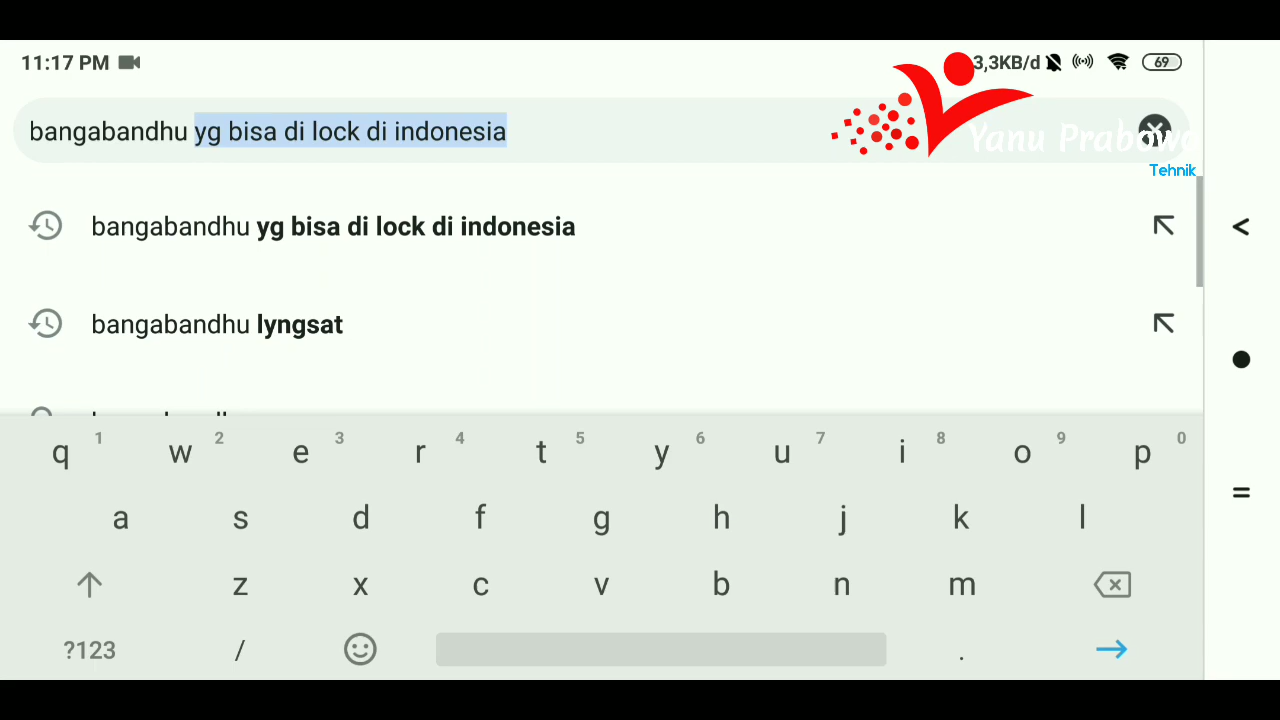 11:17 PM 3,3KB/d 69
bangabandhu yg bisa di lock di indonesia
Yanu Prabowo
Tehnik
bangabandhu yg bisa di lock di indonesia
bangabandhu lyngsat
q 1 w 2 e 3 r 4 t 5 y 6 u 7 i 8 o 9 p 0
a s d f g h j k l
z x c v b n m
?123 / .